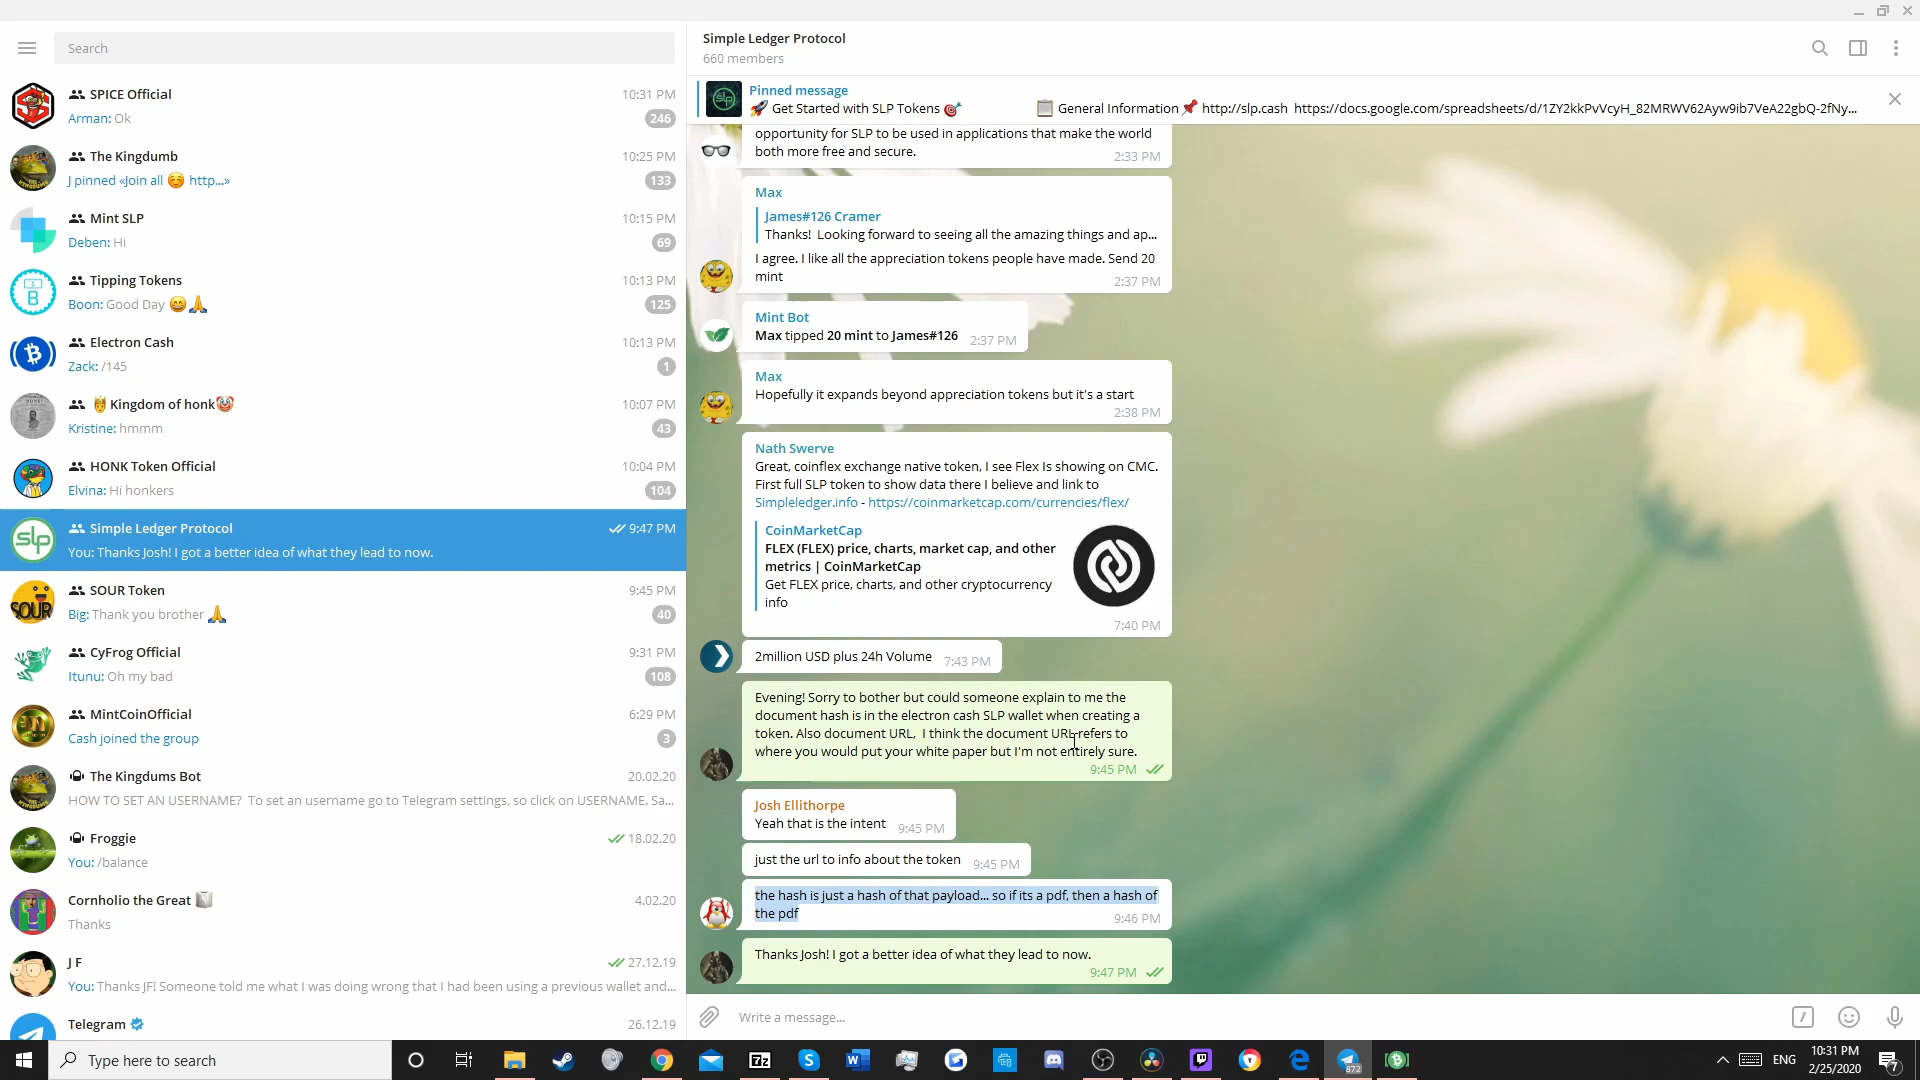 Search
SPICE Official
10:31 PM
Arman: Ok
246
The Kingdumb
10:25 PM
J pinned «Join all ☺️ http...»
133
Mint SLP
10:15 PM
Deben: Hi
69
Tipping Tokens
10:13 PM
Boon: Good Day 😄🙏
125
Electron Cash
10:13 PM
Zack: /145
1
🤴Kingdom of honk🤡
10:07 PM
Kristine: hmmm
43
HONK Token Official
10:04 PM
Elvina: Hi honkers
104
slp
Simple Ledger Protocol
9:47 PM
You: Thanks Josh! I got a better idea of what they lead to now.
SOUR
SOUR Token
9:45 PM
Big: Thank you brother 🙏
40
CyFrog Official
9:31 PM
Itunu: Oh my bad
108
MintCoinOfficial
6:29 PM
Cash joined the group
3
The Kingdums Bot
20.02.20
HOW TO SET AN USERNAME?  To set an username go to Telegram settings, so click on USERNAME. Sa...
Froggie
18.02.20
You: /balance
Cornholio the Great
4.02.20
Thanks
J F
27.12.19
You: Thanks JF! Someone told me what I was doing wrong that I had been using a previous wallet and...
Telegram
26.12.19
Simple Ledger Protocol
660 members
slp
Pinned message
🚀 Get Started with SLP Tokens 🎯 📋 General Information 📌 http://slp.cash https://docs.google.com/spreadsheets/d/1ZY2kkPvVcyH_82MRWV62Ayw9ib7VeA22gbQ-2fNy...
opportunity for SLP to be used in applications that make the world
both more free and secure.
2:33 PM
Max
James#126 Cramer
Thanks!  Looking forward to seeing all the amazing things and ap...
I agree. I like all the appreciation tokens people have made. Send 20
mint
2:37 PM
Mint Bot
Max tipped 20 mint to James#126
2:37 PM
Max
Hopefully it expands beyond appreciation tokens but it's a start
2:38 PM
Nath Swerve
Great, coinflex exchange native token, I see Flex Is showing on CMC.
First full SLP token to show data there I believe and link to
Simpleledger.info - https://coinmarketcap.com/currencies/flex/
CoinMarketCap
FLEX (FLEX) price, charts, market cap, and other
metrics | CoinMarketCap
Get FLEX price, charts, and other cryptocurrency
info
7:40 PM
2million USD plus 24h Volume
7:43 PM
Evening! Sorry to bother but could someone explain to me the
document hash is in the electron cash SLP wallet when creating a
token. Also document URL,  I think the document URL refers to
where you would put your white paper but I'm not entirely sure.
9:45 PM
Josh Ellithorpe
Yeah that is the intent
9:45 PM
just the url to info about the token
9:45 PM
the hash is just a hash of that payload... so if its a pdf, then a hash of
the pdf
9:46 PM
Thanks Josh! I got a better idea of what they lead to now.
9:47 PM
Write a message...
Type here to search
7z
872
ENG
10:31 PM
2/25/2020
7